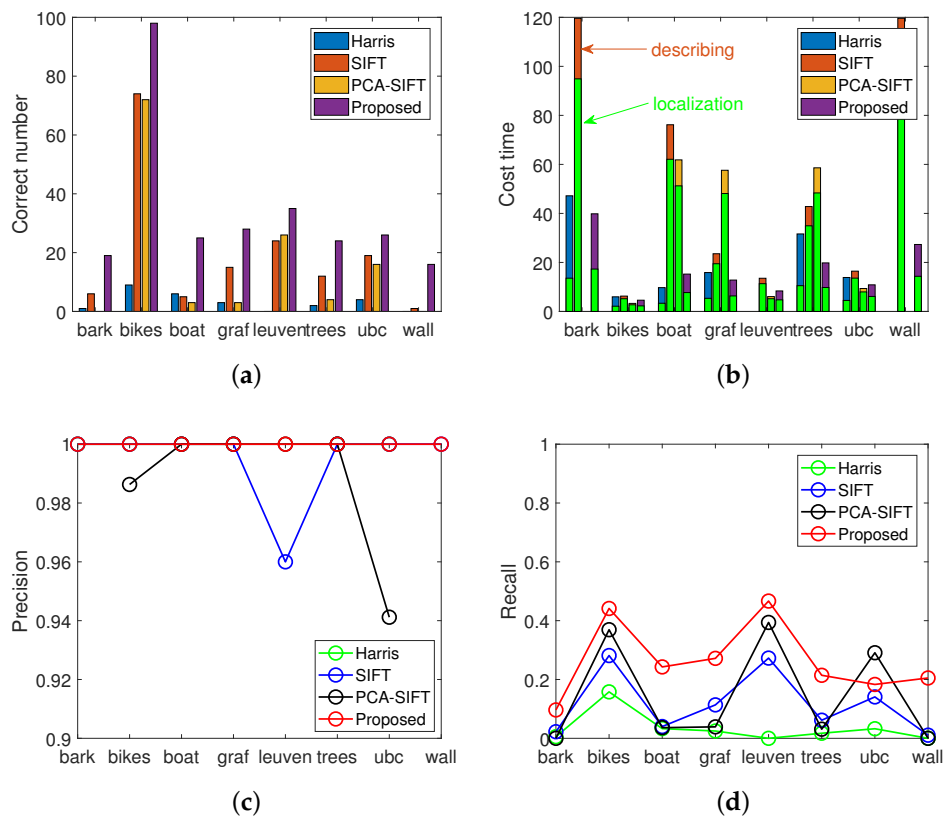 100
80
60
40
20
0
Correct number
Harris
SIFT
PCA-SIFT
Proposed
bark bikes boat graf leuven trees ubc wall
(a)
120
100
80
60
40
20
0
Cost time
describing
localization
Harris
SIFT
PCA-SIFT
Proposed
bark bikes boat graf leuven trees ubc wall
(b)
1
0.98
0.96
0.94
0.92
0.9
Precision
Harris
SIFT
PCA-SIFT
Proposed
bark bikes boat graf leuven trees ubc wall
(c)
1
0.8
0.6
0.4
0.2
0
Recall
Harris
SIFT
PCA-SIFT
Proposed
bark bikes boat graf leuven trees ubc wall
(d)